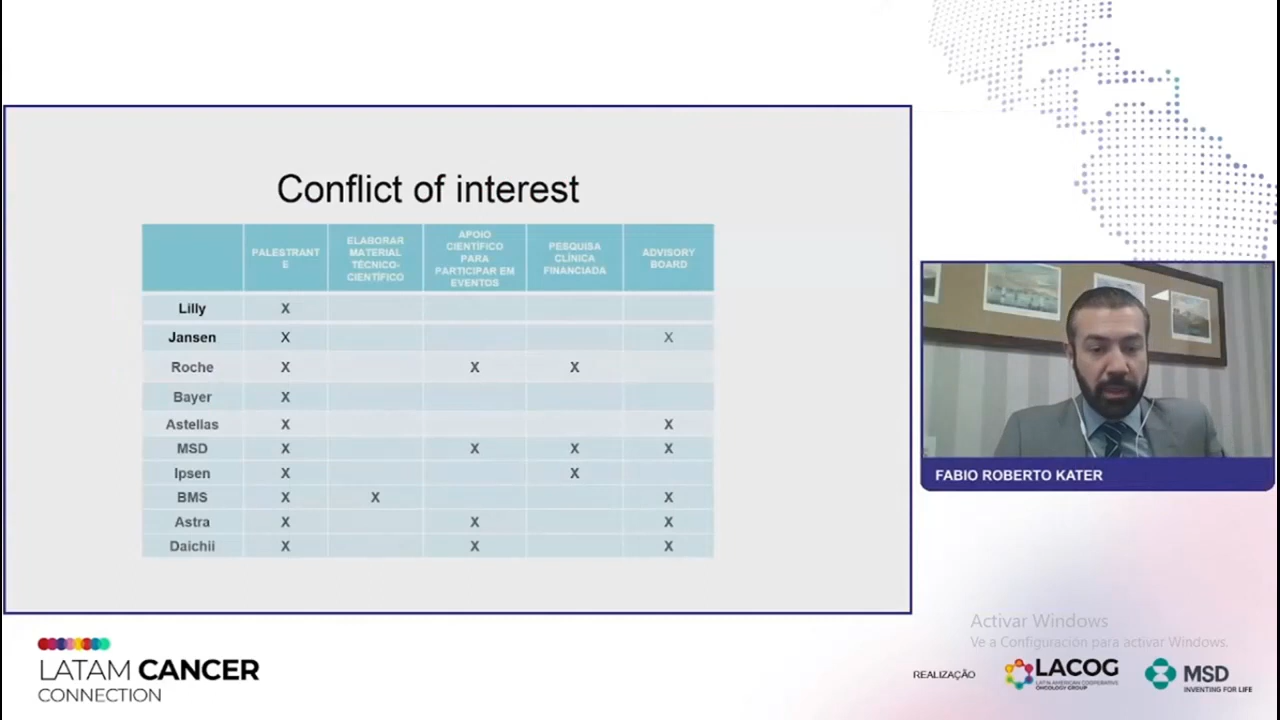 Conflict of interest
PALESTRANT
E
ELABORAR
MATERIAL
TÉCNICO-
CIENTÍFICO
APOIO
CIENTÍFICO
PARA
PARTICIPAR EM
EVENTOS
PESQUISA
CLÍNICA
FINANCIADA
ADVISORY
BOARD
Lilly X
Jansen X X
Roche X X X
Bayer X
Astellas X X
MSD X X X X
Ipsen X X
BMS X X X
Astra X X X
Daichii X X X
FABIO ROBERTO KATER
Activar Windows
Ve a Configuración para activar Windows.
LATAM CANCER
CONNECTION
REALIZAÇÃO
LACOG
LATIN AMERICAN COOPERATIVE
ONCOLOGY GROUP
MSD
INVENTING FOR LIFE